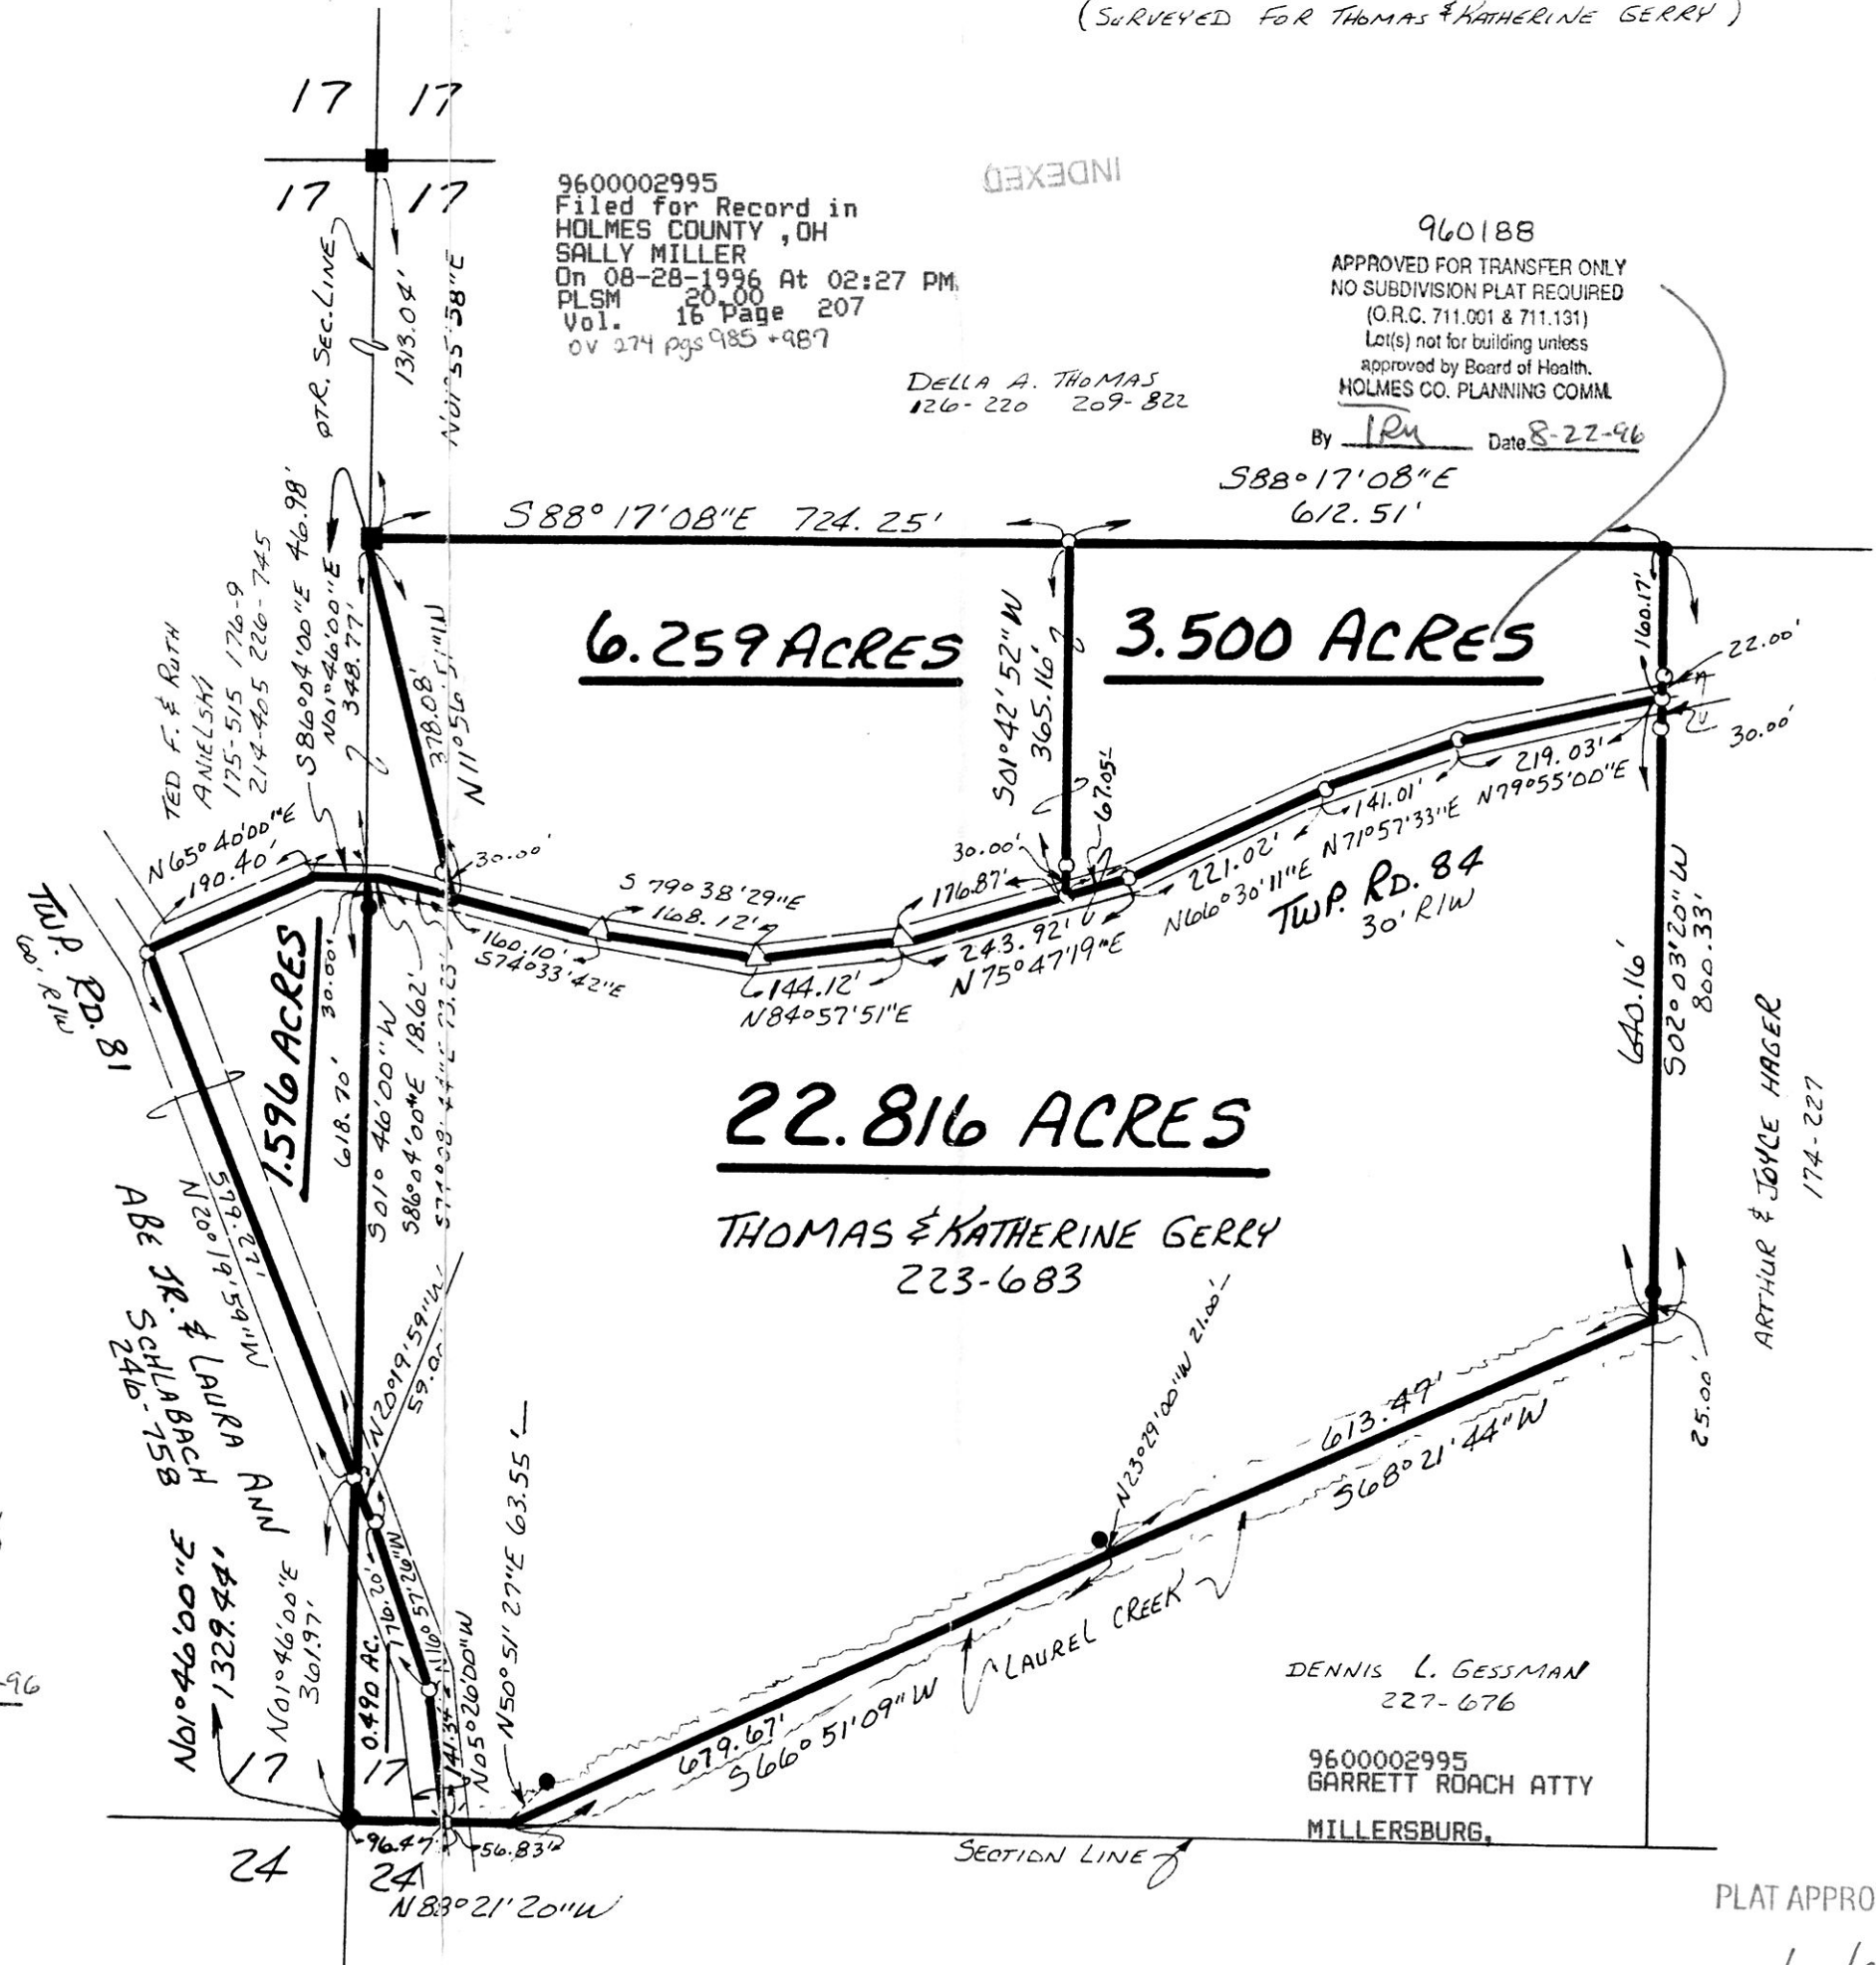 (SURVEYED FOR THOMAS & KATHERINE GERRY)
17 17
17 17
QTR. SEC. LINE
1313.04'
9600002995
Filed for Record in
HOLMES COUNTY ,OH
SALLY MILLER
On 08-28-1996 At 02:27 PM.
PLSM 20.00
Vol. 16 Page 207
OV 274 pgs 985 + 987
INDEXED
960188
APPROVED FOR TRANSFER ONLY
NO SUBDIVISION PLAT REQUIRED
(O.R.C. 711.001 & 711.131)
Lot(s) not for building unless
approved by Board of Health.
HOLMES CO. PLANNING COMM.
By Date 8-22-96
DELLA A. THOMAS
126-220 209-822
S88°17'08"E 724.25'
S88°17'08"E
612.51'
TED F. & RUTH
ANIELSKI
175-515 176-9
214-405 226-745
S86°04'00"E 46.98'
N01°46'00"E
348.77'
378.08'
6.259 ACRES
S01°42'52"W
365.16'
3.500 ACRES
160.17'
22.00'
30.00'
N65°40'00"E
190.40'
30.00'
S 79°38'29"E
168.12'
160.10'
S74°33'42"E
144.12'
N84°57'51"E
176.87'
30.00'
67.05'
243.92'
N75°47'19"E
221.02'
N66°30'11"E
141.01'
N71°57'33"E
219.03'
N79°55'00"E
TWP. RD. 84
30' R/W
TWP. RD. 81
60' R/W
1.596 ACRES
30.00'
618.70'
S01°46'00"W
S86°04'00"E 18.62'
640.16'
S02°03'20"W
800.33'
ARTHUR & JOYCE HAGER
174-227
22.816 ACRES
THOMAS & KATHERINE GERRY
223-683
579.27'
N20°19'59"W
ABE JR. & LAURA ANN
SCHLABACH
246-758
N20°19'59"W
N23°29'00"W 21.00'
613.47'
S68°21'44"W
25.00'
N01°46'00"E
1329.44'
N01°46'00"E
361.97'
0.490 AC.
176.20'
N16°57'26"W
141.34'
N05°26'00"W
N50°51'27"E 63.55'
679.67'
S66°51'09"W
LAUREL CREEK
DENNIS L. GESSMAN
227-676
9600002995
GARRETT ROACH ATTY
MILLERSBURG,
17 17
96.47'
56.83'
24 24
N88°21'20"W
SECTION LINE
-96
PLAT APPRO